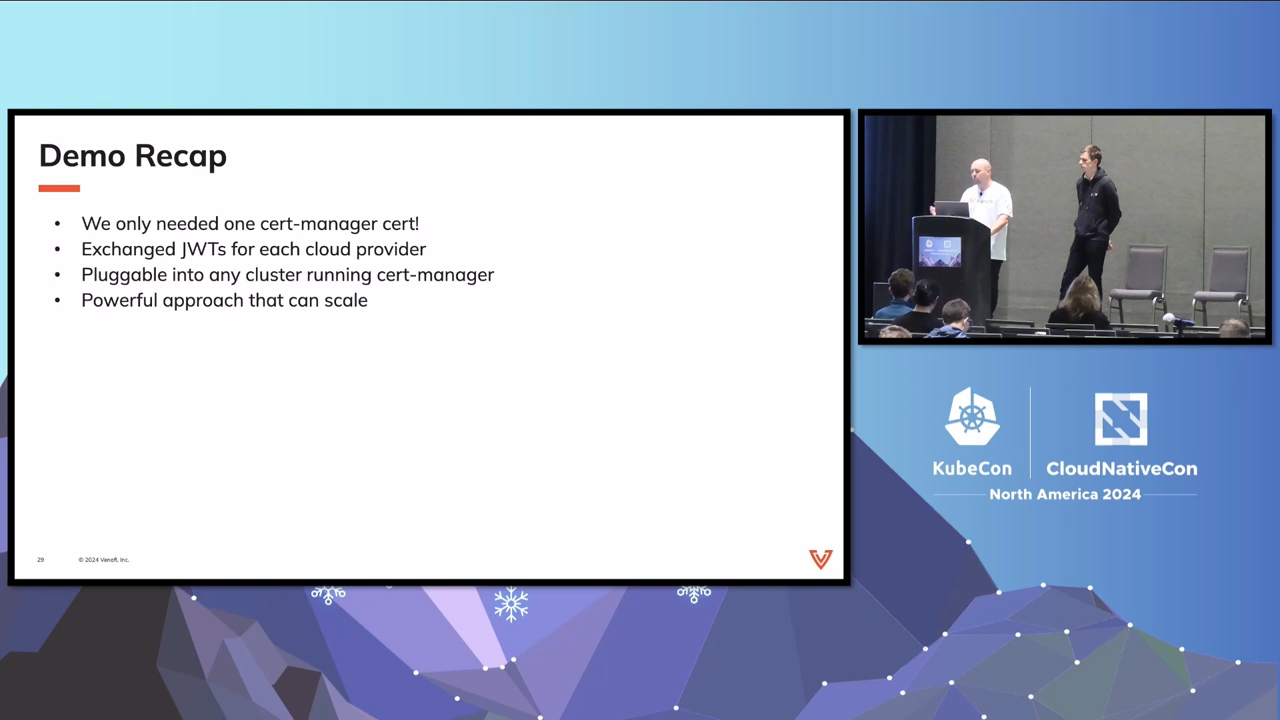 Demo Recap
• We only needed one cert-manager cert!
• Exchanged JWTs for each cloud provider
• Pluggable into any cluster running cert-manager
• Powerful approach that can scale
29
© 2024 Venafi, Inc.
KubeCon
CloudNativeCon
North America 2024